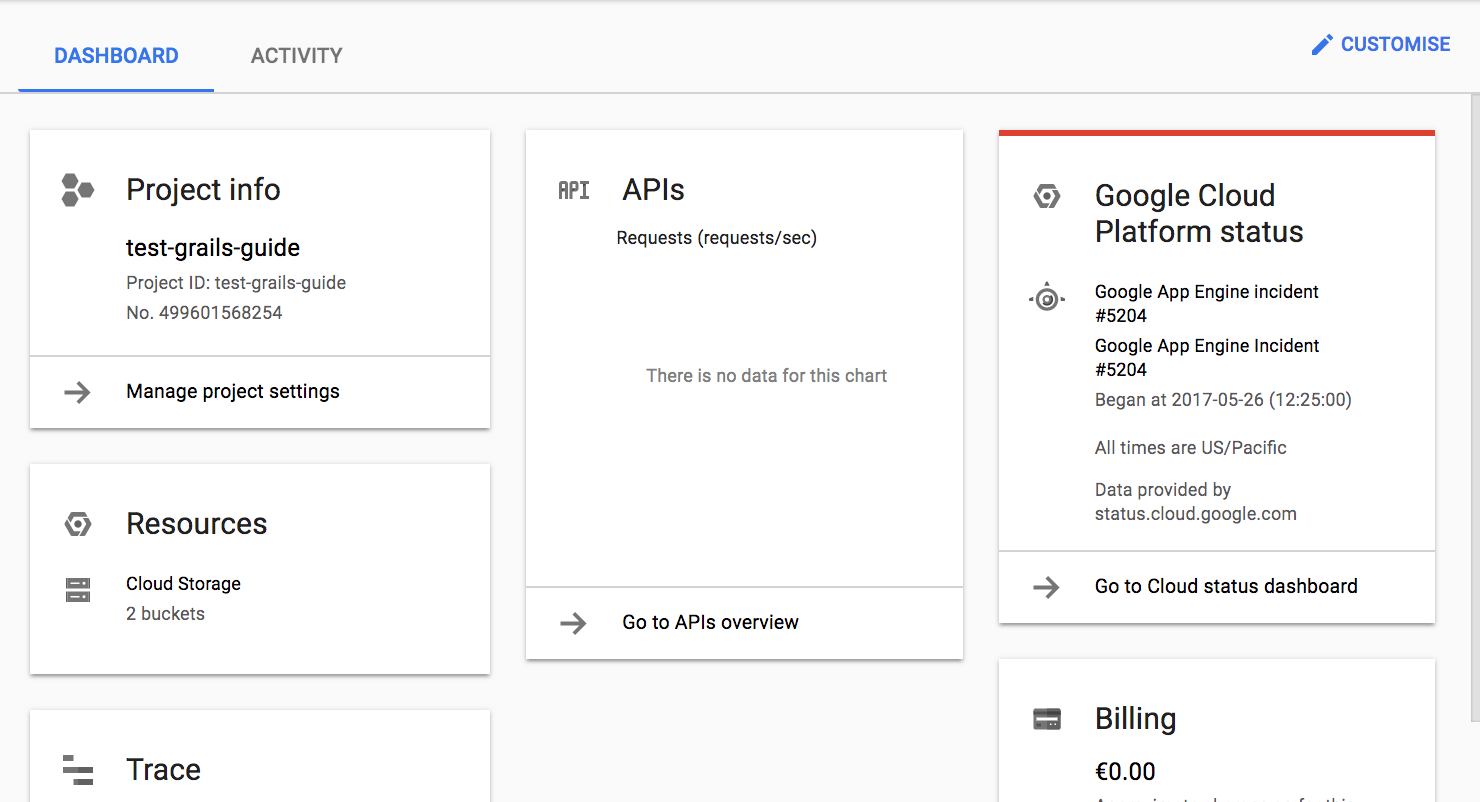 DASHBOARD
ACTIVITY
CUSTOMISE
Project info
test-grails-guide
Project ID: test-grails-guide
No. 499601568254
Manage project settings
Resources
Cloud Storage
2 buckets
Trace
API
APIs
Requests (requests/sec)
There is no data for this chart
Go to APIs overview
Google Cloud
Platform status
Google App Engine incident
#5204
Google App Engine Incident
#5204
Began at 2017-05-26 (12:25:00)
All times are US/Pacific
Data provided by
status.cloud.google.com
Go to Cloud status dashboard
Billing
€0.00